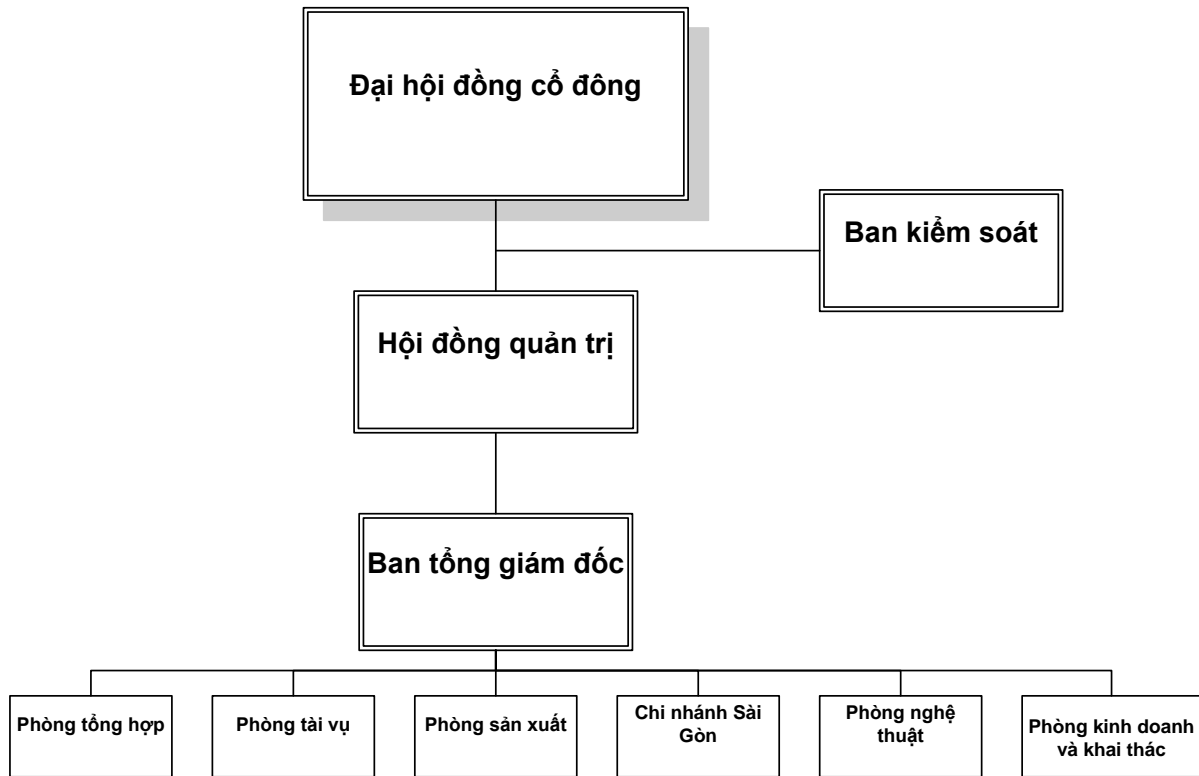 Đại hội đồng cổ đông
Ban kiểm soát
Hội đồng quản trị
Ban tổng giám đốc
Phòng tổng hợp
Phòng tài vụ
Phòng sản xuất
Chi nhánh Sài
Gòn
Phòng nghệ
thuật
Phòng kinh doanh
và khai thác